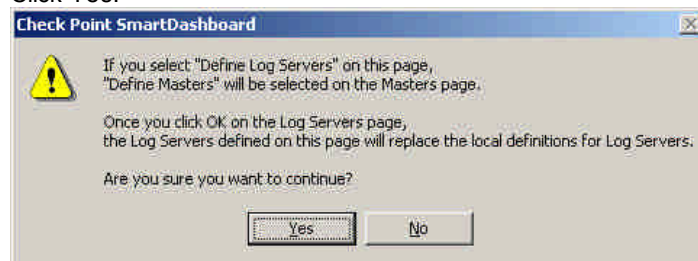 Click Yes.
Check Point SmartDashboard
If you select "Define Log Servers" on this page,
"Define Masters" will be selected on the Masters page.
Once you click OK on the Log Servers page,
the Log Servers defined on this page will replace the local definitions for Log Servers.
Are you sure you want to continue?
Yes
No